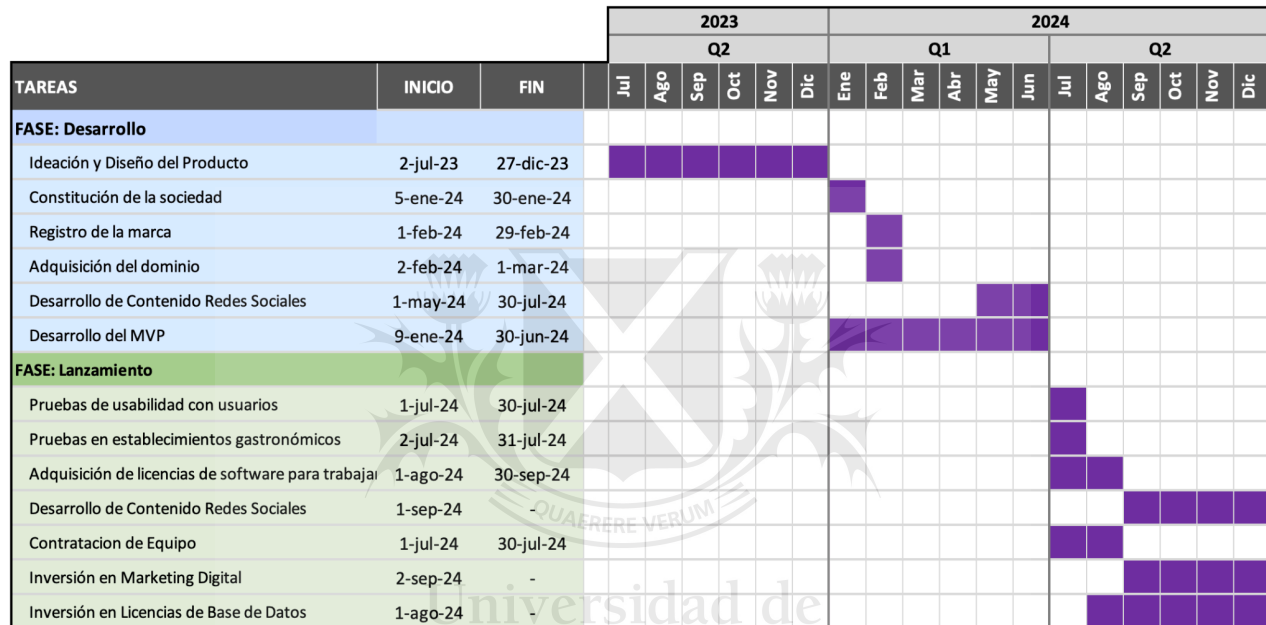 2023 2024
Q2 Q1 Q2
TAREAS INICIO FIN Jul Ago Sep Oct Nov Dic Ene Feb Mar Abr May Jun Jul Ago Sep Oct Nov Dic
FASE: Desarrollo
Ideación y Diseño del Producto 2-jul-23 27-dic-23
Constitución de la sociedad 5-ene-24 30-ene-24
Registro de la marca 1-feb-24 29-feb-24
Adquisición del dominio 2-feb-24 1-mar-24
Desarrollo de Contenido Redes Sociales 1-may-24 30-jul-24
Desarrollo del MVP 9-ene-24 30-jun-24
FASE: Lanzamiento
Pruebas de usabilidad con usuarios 1-jul-24 30-jul-24
Pruebas en establecimientos gastronómicos 2-jul-24 31-jul-24
Adquisición de licencias de software para trabajar 1-ago-24 30-sep-24
Desarrollo de Contenido Redes Sociales 1-sep-24 -
QUAERERE VERUM
Contratacion de Equipo 1-jul-24 30-jul-24
Inversión en Marketing Digital 2-sep-24 -
Inversión en Licencias de Base de Datos 1-ago-24 -
Universidad de